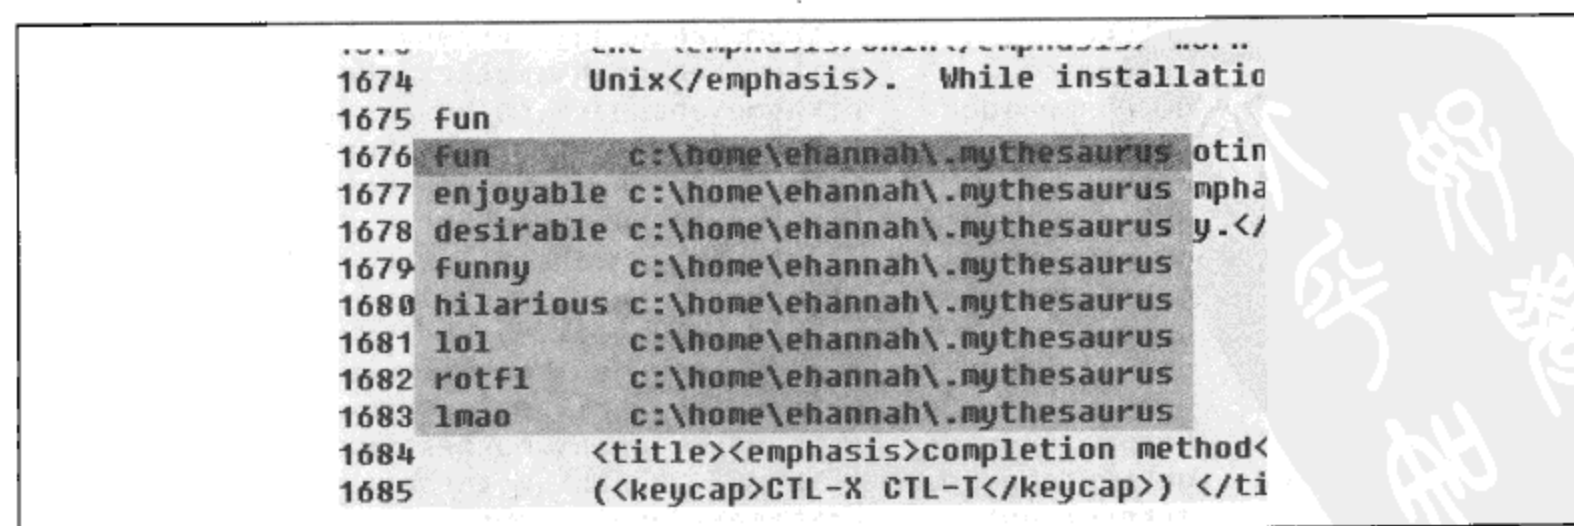 1674 Unix</emphasis>. While installatio
1675 fun
1676 fun c:\home\ehannah\.mythesaurus otin
1677 enjoyable c:\home\ehannah\.mythesaurus mpha
1678 desirable c:\home\ehannah\.mythesaurus y.</
1679 funny c:\home\ehannah\.mythesaurus
1680 hilarious c:\home\ehannah\.mythesaurus
1681 lol c:\home\ehannah\.mythesaurus
1682 rotfl c:\home\ehannah\.mythesaurus
1683 lmao c:\home\ehannah\.mythesaurus
1684 <title><emphasis>completion method<
1685 (<keycap>CTL-X CTL-T</keycap>) </ti